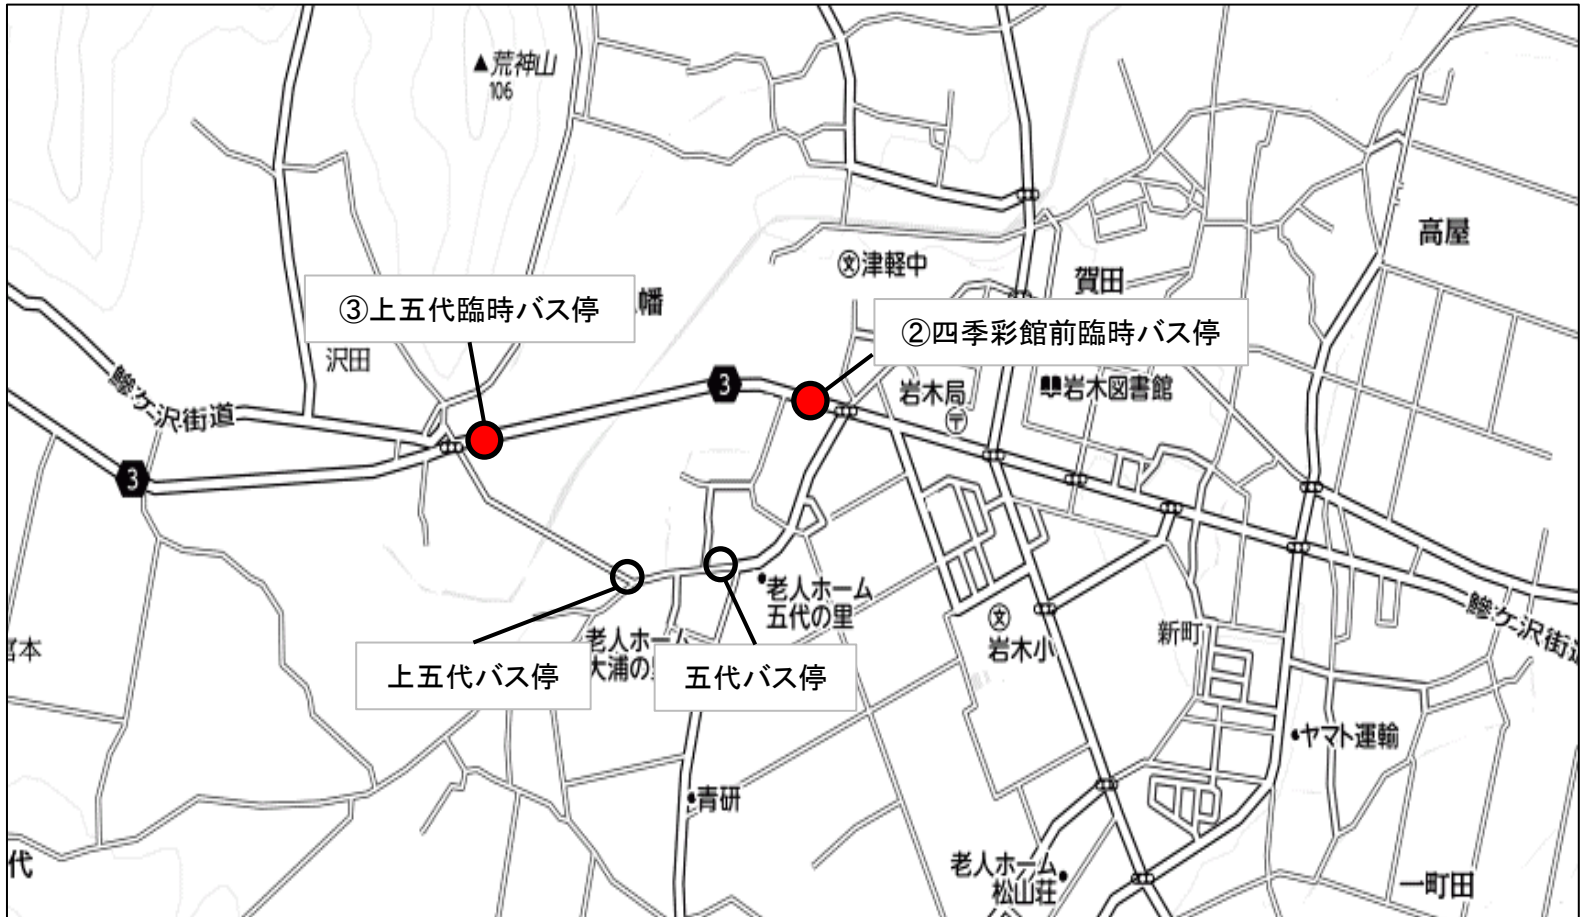 ▲荒神山
106
高屋
文津軽中
賀田
幡
③上五代臨時バス停
②四季彩館前臨時バス停
沢田
3
岩木局
〒
岩木図書館
鰺ケ沢街道
3
老人ホーム
五代の里
老人ホーム
大浦の
文
岩木小
新町
鰺ケ沢街道
宮本
上五代バス停
五代バス停
ヤマト運輸
青研
代
老人ホーム
松山荘
一町田